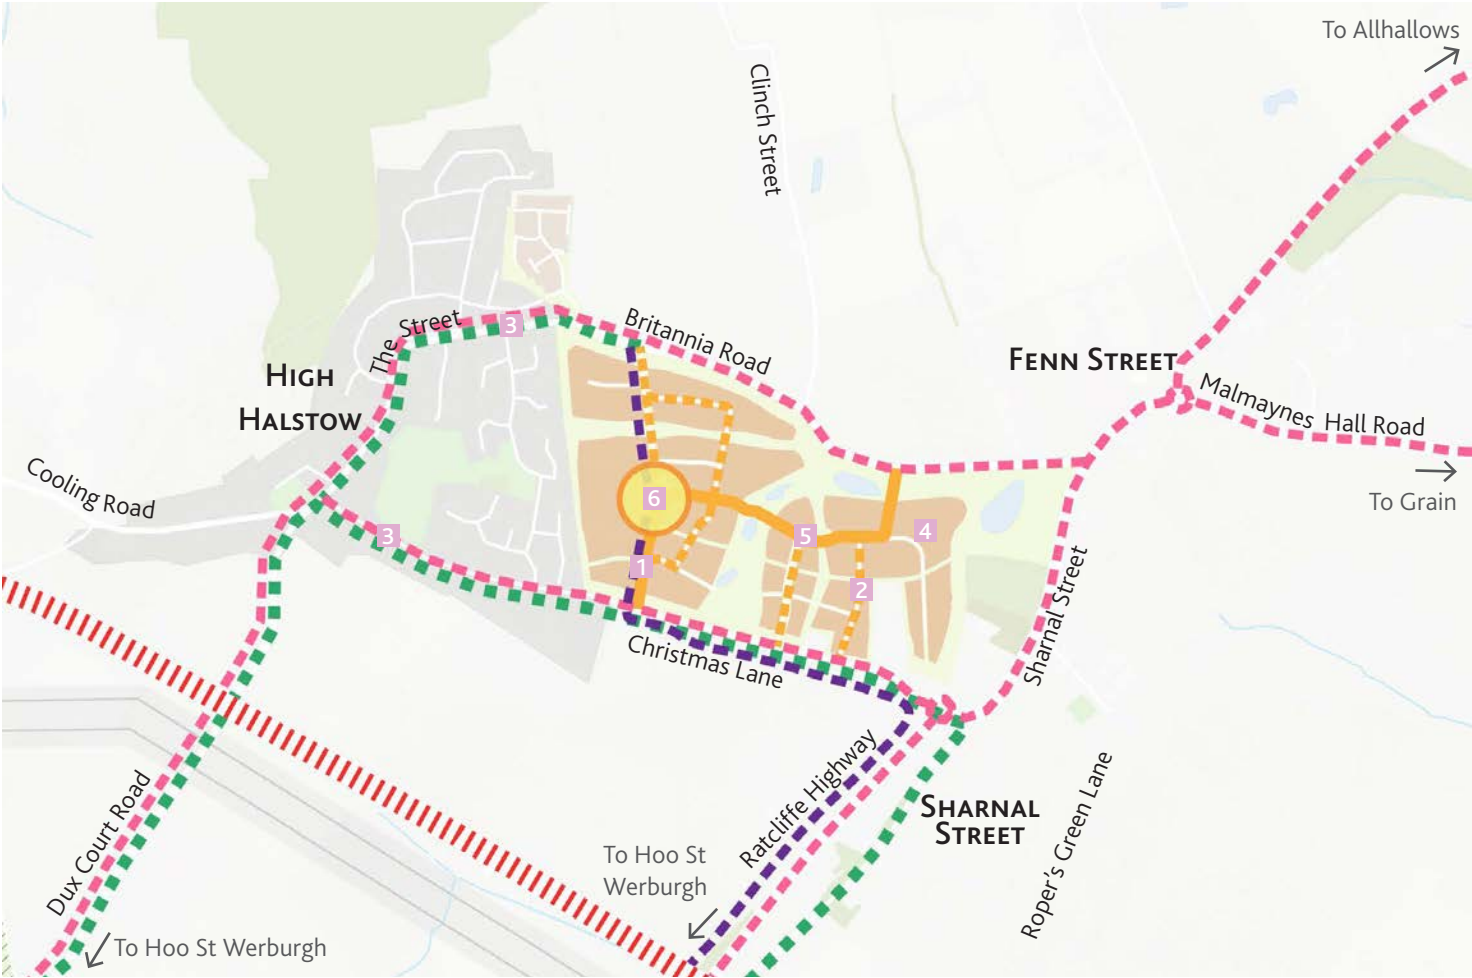 To Allhallows
Clinch Street
The Street
3
Britannia Road
FENN STREET
HIGH
HALSTOW
Malmaynes Hall Road
To Grain
Cooling Road
6
3
5
4
1
2
Sharnal Street
Christmas Lane
Ratcliffe Highway
Dux Court Road
SHARNAL
STREET
Roper's Green Lane
To Hoo St
Werburgh
To Hoo St Werburgh